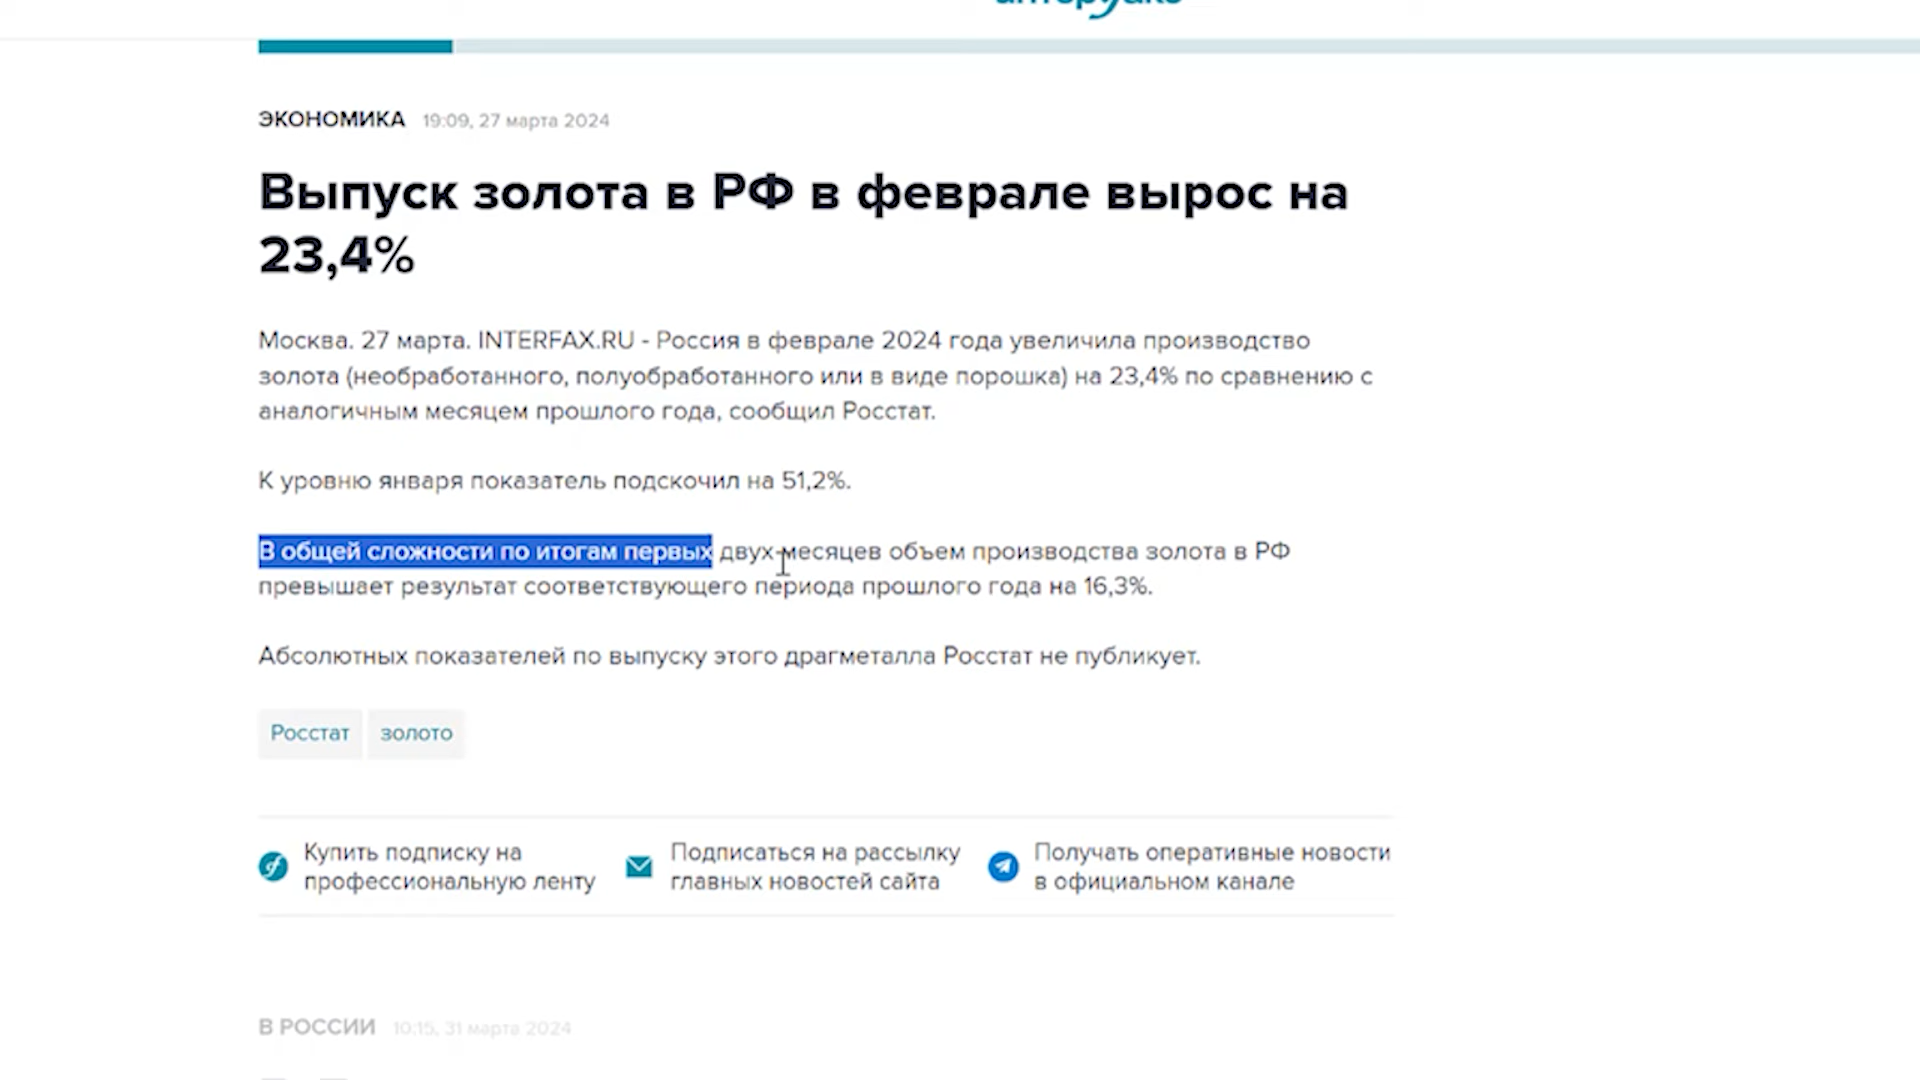 ЭКОНОМИКА 19:09, 27 марта 2024
Выпуск золота в РФ в феврале вырос на
23,4%
Москва. 27 марта. INTERFAX.RU - Россия в феврале 2024 года увеличила производство
золота (необработанного, полуобработанного или в виде порошка) на 23,4% по сравнению с
аналогичным месяцем прошлого года, сообщил Росстат.
К уровню января показатель подскочил на 51,2%.
В общей сложности по итогам первых двух месяцев объем производства золота в РФ
превышает результат соответствующего периода прошлого года на 16,3%.
Абсолютных показателей по выпуску этого драгметалла Росстат не публикует.
Росстат золото
Купить подписку на
профессиональную ленту
Подписаться на рассылку
главных новостей сайта
Получать оперативные новости
в официальном канале
В РОССИИ 10:15, 31 марта 2024